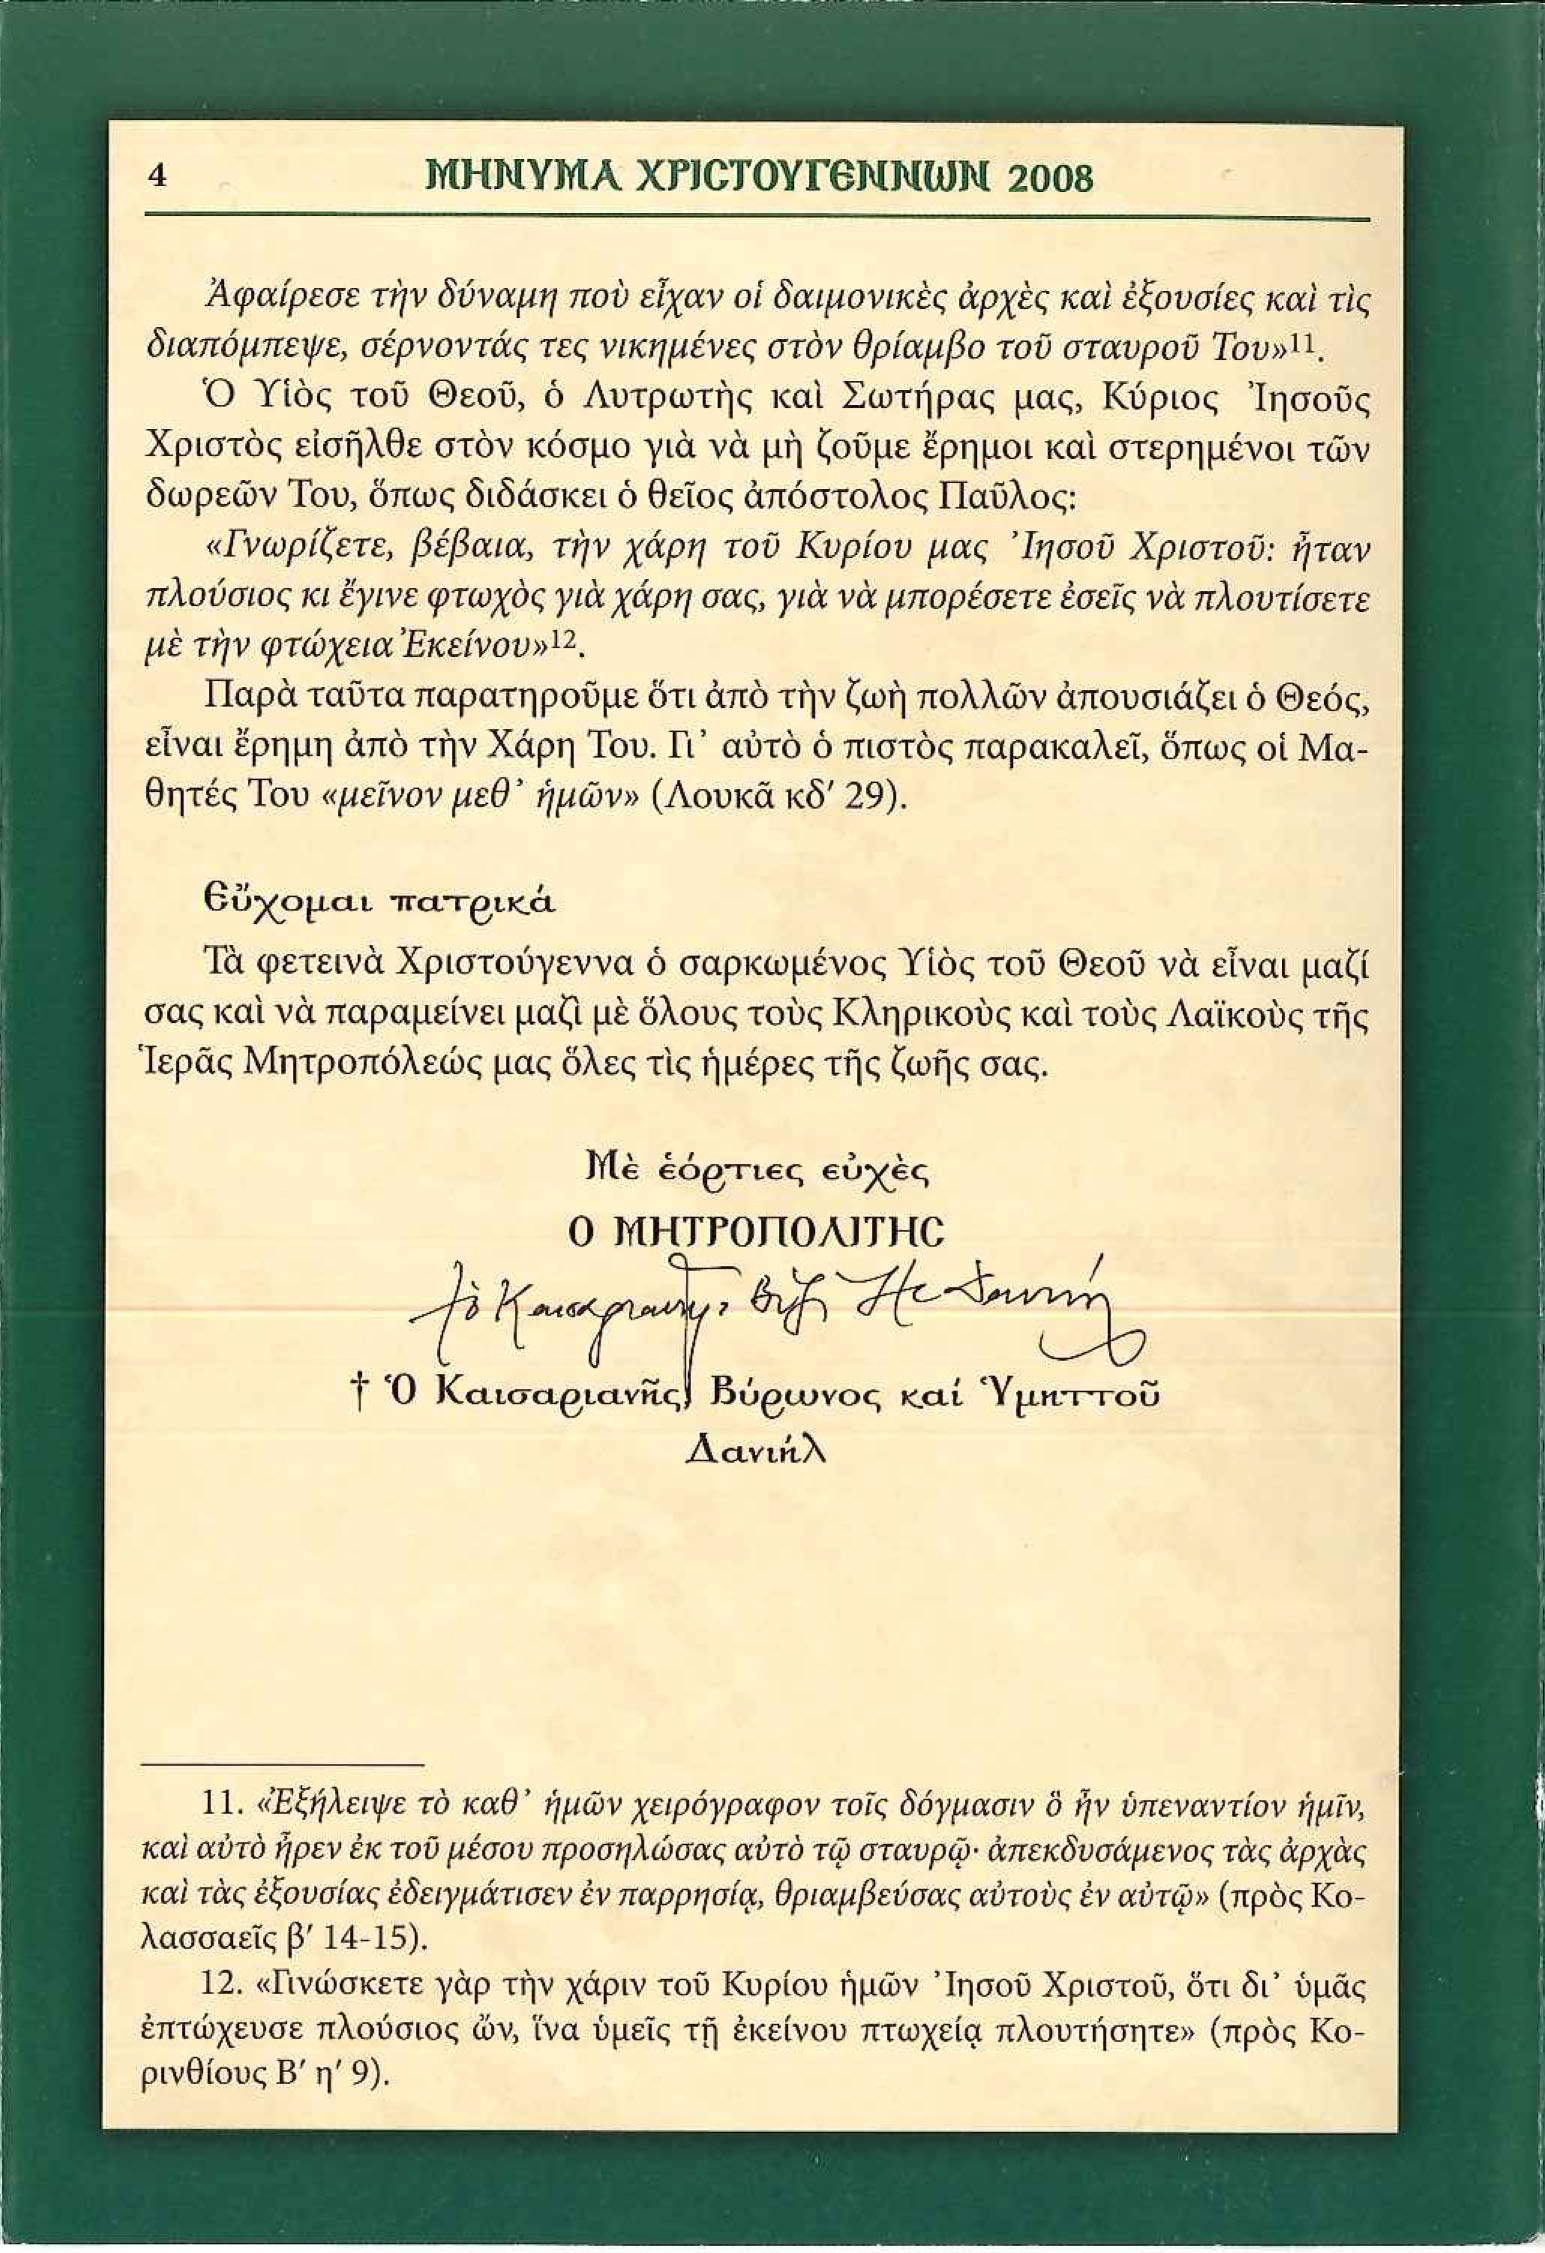 4 ΜΗΝΥΜΑ ΧΡΙΣΤΟΥΓΕΝΝΩΝ 2008
Ἀφαίρεσε τὴν δύναμη ποὺ εἶχαν οἱ δαιμονικὲς ἀρχὲς καὶ ἐξουσίες καὶ τὶς
διαπόμπεψε, σέρνοντάς τες νικημένες στὸν θρίαμβο τοῦ σταυροῦ Του»11.
Ὁ Υἱὸς τοῦ Θεοῦ, ὁ Λυτρωτὴς καὶ Σωτήρας μας, Κύριος Ἰησοῦς
Χριστὸς εἰσῆλθε στὸν κόσμο γιὰ νὰ μὴ ζοῦμε ἔρημοι καὶ στερημένοι τῶν
δωρεῶν Του, ὅπως διδάσκει ὁ θεῖος ἀπόστολος Παῦλος:
«Γνωρίζετε, βέβαια, τὴν χάρη τοῦ Κυρίου μας Ἰησοῦ Χριστοῦ: ἦταν
πλούσιος κι ἔγινε φτωχὸς γιὰ χάρη σας, γιὰ νὰ μπορέσετε ἐσεῖς νὰ πλουτίσετε
μὲ τὴν φτώχεια Ἐκείνου»12.
Παρὰ ταῦτα παρατηροῦμε ὅτι ἀπὸ τὴν ζωὴ πολλῶν ἀπουσιάζει ὁ Θεός,
εἶναι ἔρημη ἀπὸ τὴν Χάρη Του. Γι᾽ αὐτὸ ὁ πιστὸς παρακαλεῖ, ὅπως οἱ Μα-
θητές Του «μεῖνον μεθ᾽ ἡμῶν» (Λουκᾶ κδ′ 29).
Εὔχομαι πατρικά
Τὰ φετεινὰ Χριστούγεννα ὁ σαρκωμένος Υἱὸς τοῦ Θεοῦ νὰ εἶναι μαζί
σας καὶ νὰ παραμείνει μαζὶ μὲ ὅλους τοὺς Κληρικοὺς καὶ τοὺς Λαϊκοὺς τῆς
Ἱερᾶς Μητροπόλεώς μας ὅλες τὶς ἡμέρες τῆς ζωῆς σας.
Μὲ ἑόρτιες εὐχὲς
Ο ΜΗΤΡΟΠΟΛΙΤΗΣ
† Ὁ Καισαριανῆς, Βύρωνος καί Ὑμηττοῦ
Δανιήλ
11. «Ἐξήλειψε τὸ καθ᾽ ἡμῶν χειρόγραφον τοῖς δόγμασιν ὃ ἦν ὑπεναντίον ἡμῖν,
καὶ αὐτὸ ἦρεν ἐκ τοῦ μέσου προσηλώσας αὐτὸ τῷ σταυρῷ· ἀπεκδυσάμενος τὰς ἀρχὰς
καὶ τὰς ἐξουσίας ἐδειγμάτισεν ἐν παρρησίᾳ, θριαμβεύσας αὐτοὺς ἐν αὐτῷ» (πρὸς Κο-
λασσαεῖς β′ 14-15).
12. «Γινώσκετε γὰρ τὴν χάριν τοῦ Κυρίου ἡμῶν Ἰησοῦ Χριστοῦ, ὅτι δι᾽ ὑμᾶς
ἐπτώχευσε πλούσιος ὤν, ἵνα ὑμεῖς τῇ ἐκείνου πτωχείᾳ πλουτήσητε» (πρὸς Κο-
ρινθίους Β′ η′ 9).